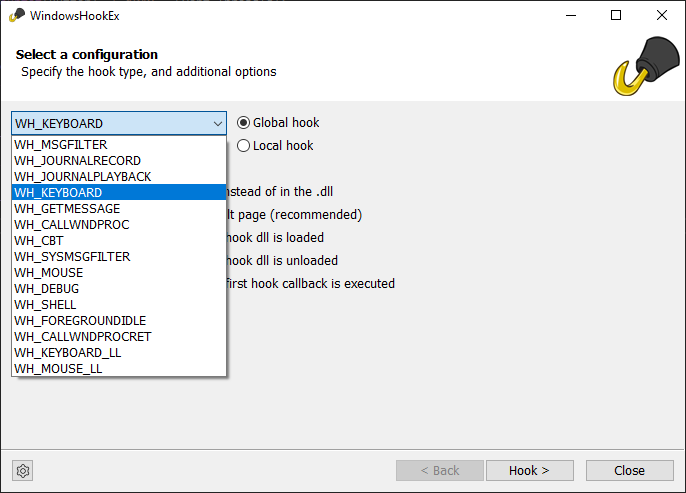 WindowsHookEx
Select a configuration
Specify the hook type, and additional options
WH_KEYBOARD
Global hook
Local hook
WH_MSGFILTER
WH_JOURNALRECORD
WH_JOURNALPLAYBACK
WH_KEYBOARD
WH_GETMESSAGE
WH_CALLWNDPROC
WH_CBT
WH_SYSMSGFILTER
WH_MOUSE
WH_DEBUG
WH_SHELL
WH_FOREGROUNDIDLE
WH_CALLWNDPROCRET
WH_KEYBOARD_LL
WH_MOUSE_LL
instead of in the .dll
page (recommended)
hook dll is loaded
hook dll is unloaded
first hook callback is executed
< Back
Hook >
Close